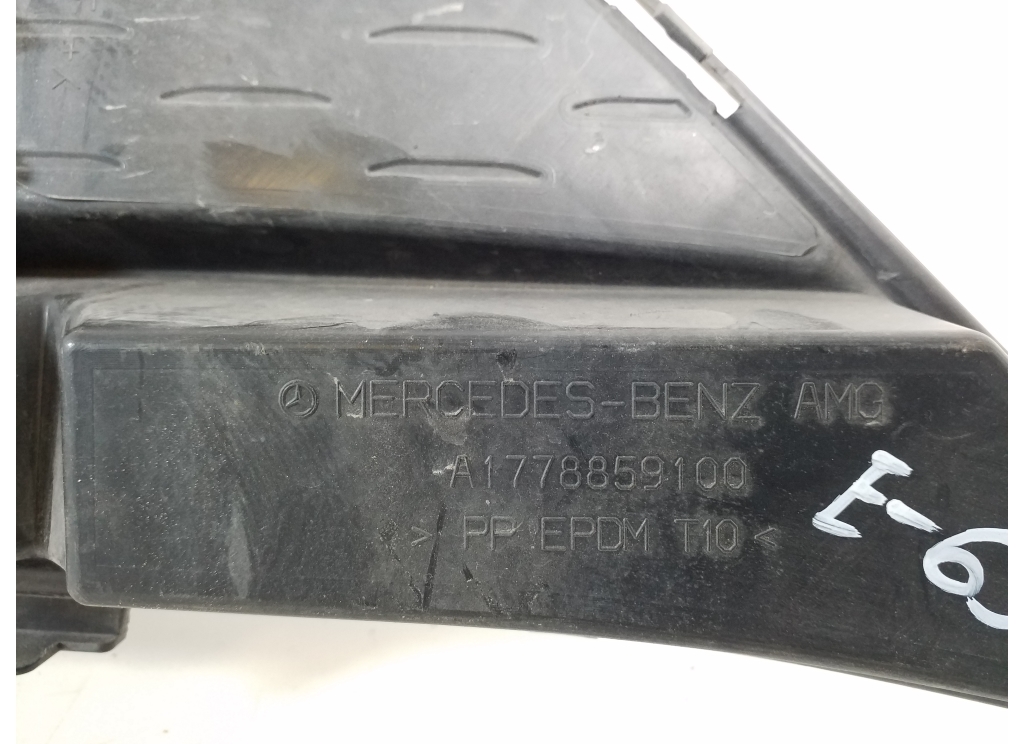 MERCEDES-BENZ AMG
A1778859100
> PP+EPDM T10 <